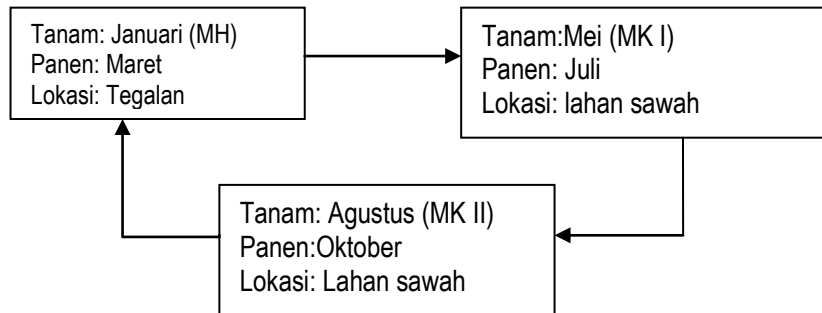 Tanam: Januari (MH)
Panen: Maret
Lokasi: Tegalan
Tanam:Mei (MK I)
Panen: Juli
Lokasi: lahan sawah
Tanam: Agustus (MK II)
Panen:Oktober
Lokasi: Lahan sawah